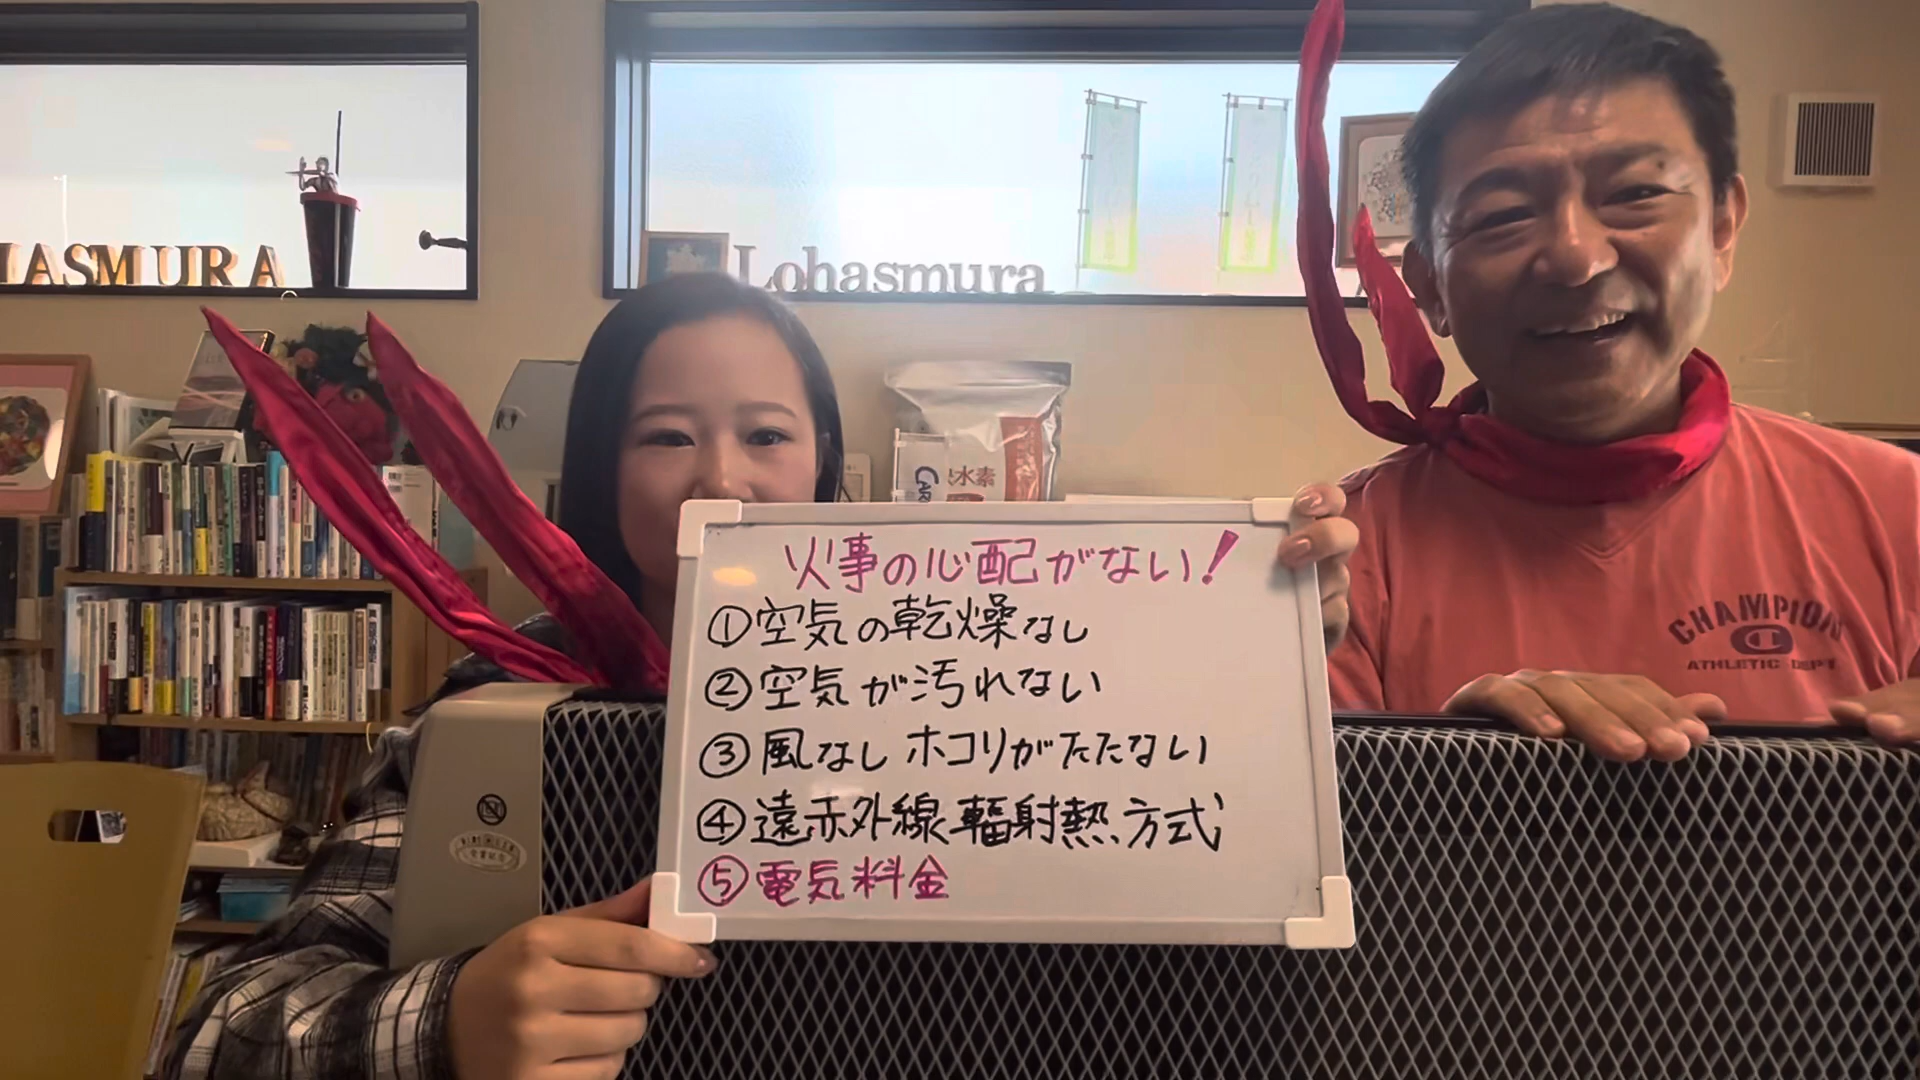 HASMURA
Lohasmura
水素
CAR
火事の心配がない!
①空気の乾燥なし
②空気が汚れない
③風なし ホコリがたたない
④遠赤外線輻射熱方式
⑤電気料金
CHAMPION
ATHLETIC DEPT